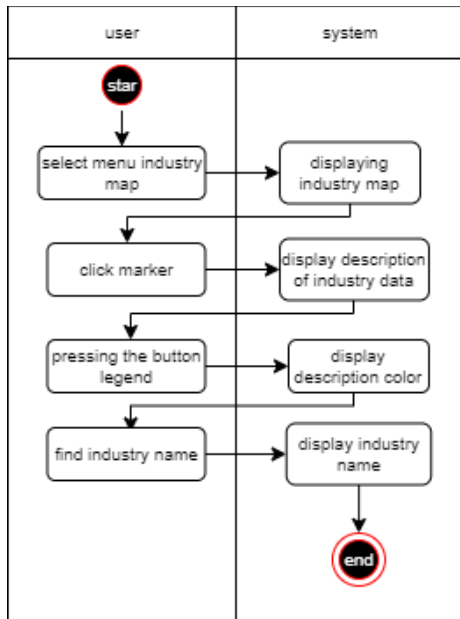 user
system
star
select menu industry
map
displaying
industry map
click marker
display description
of industry data
pressing the button
legend
display
description color
find industry name
display industry
name
end